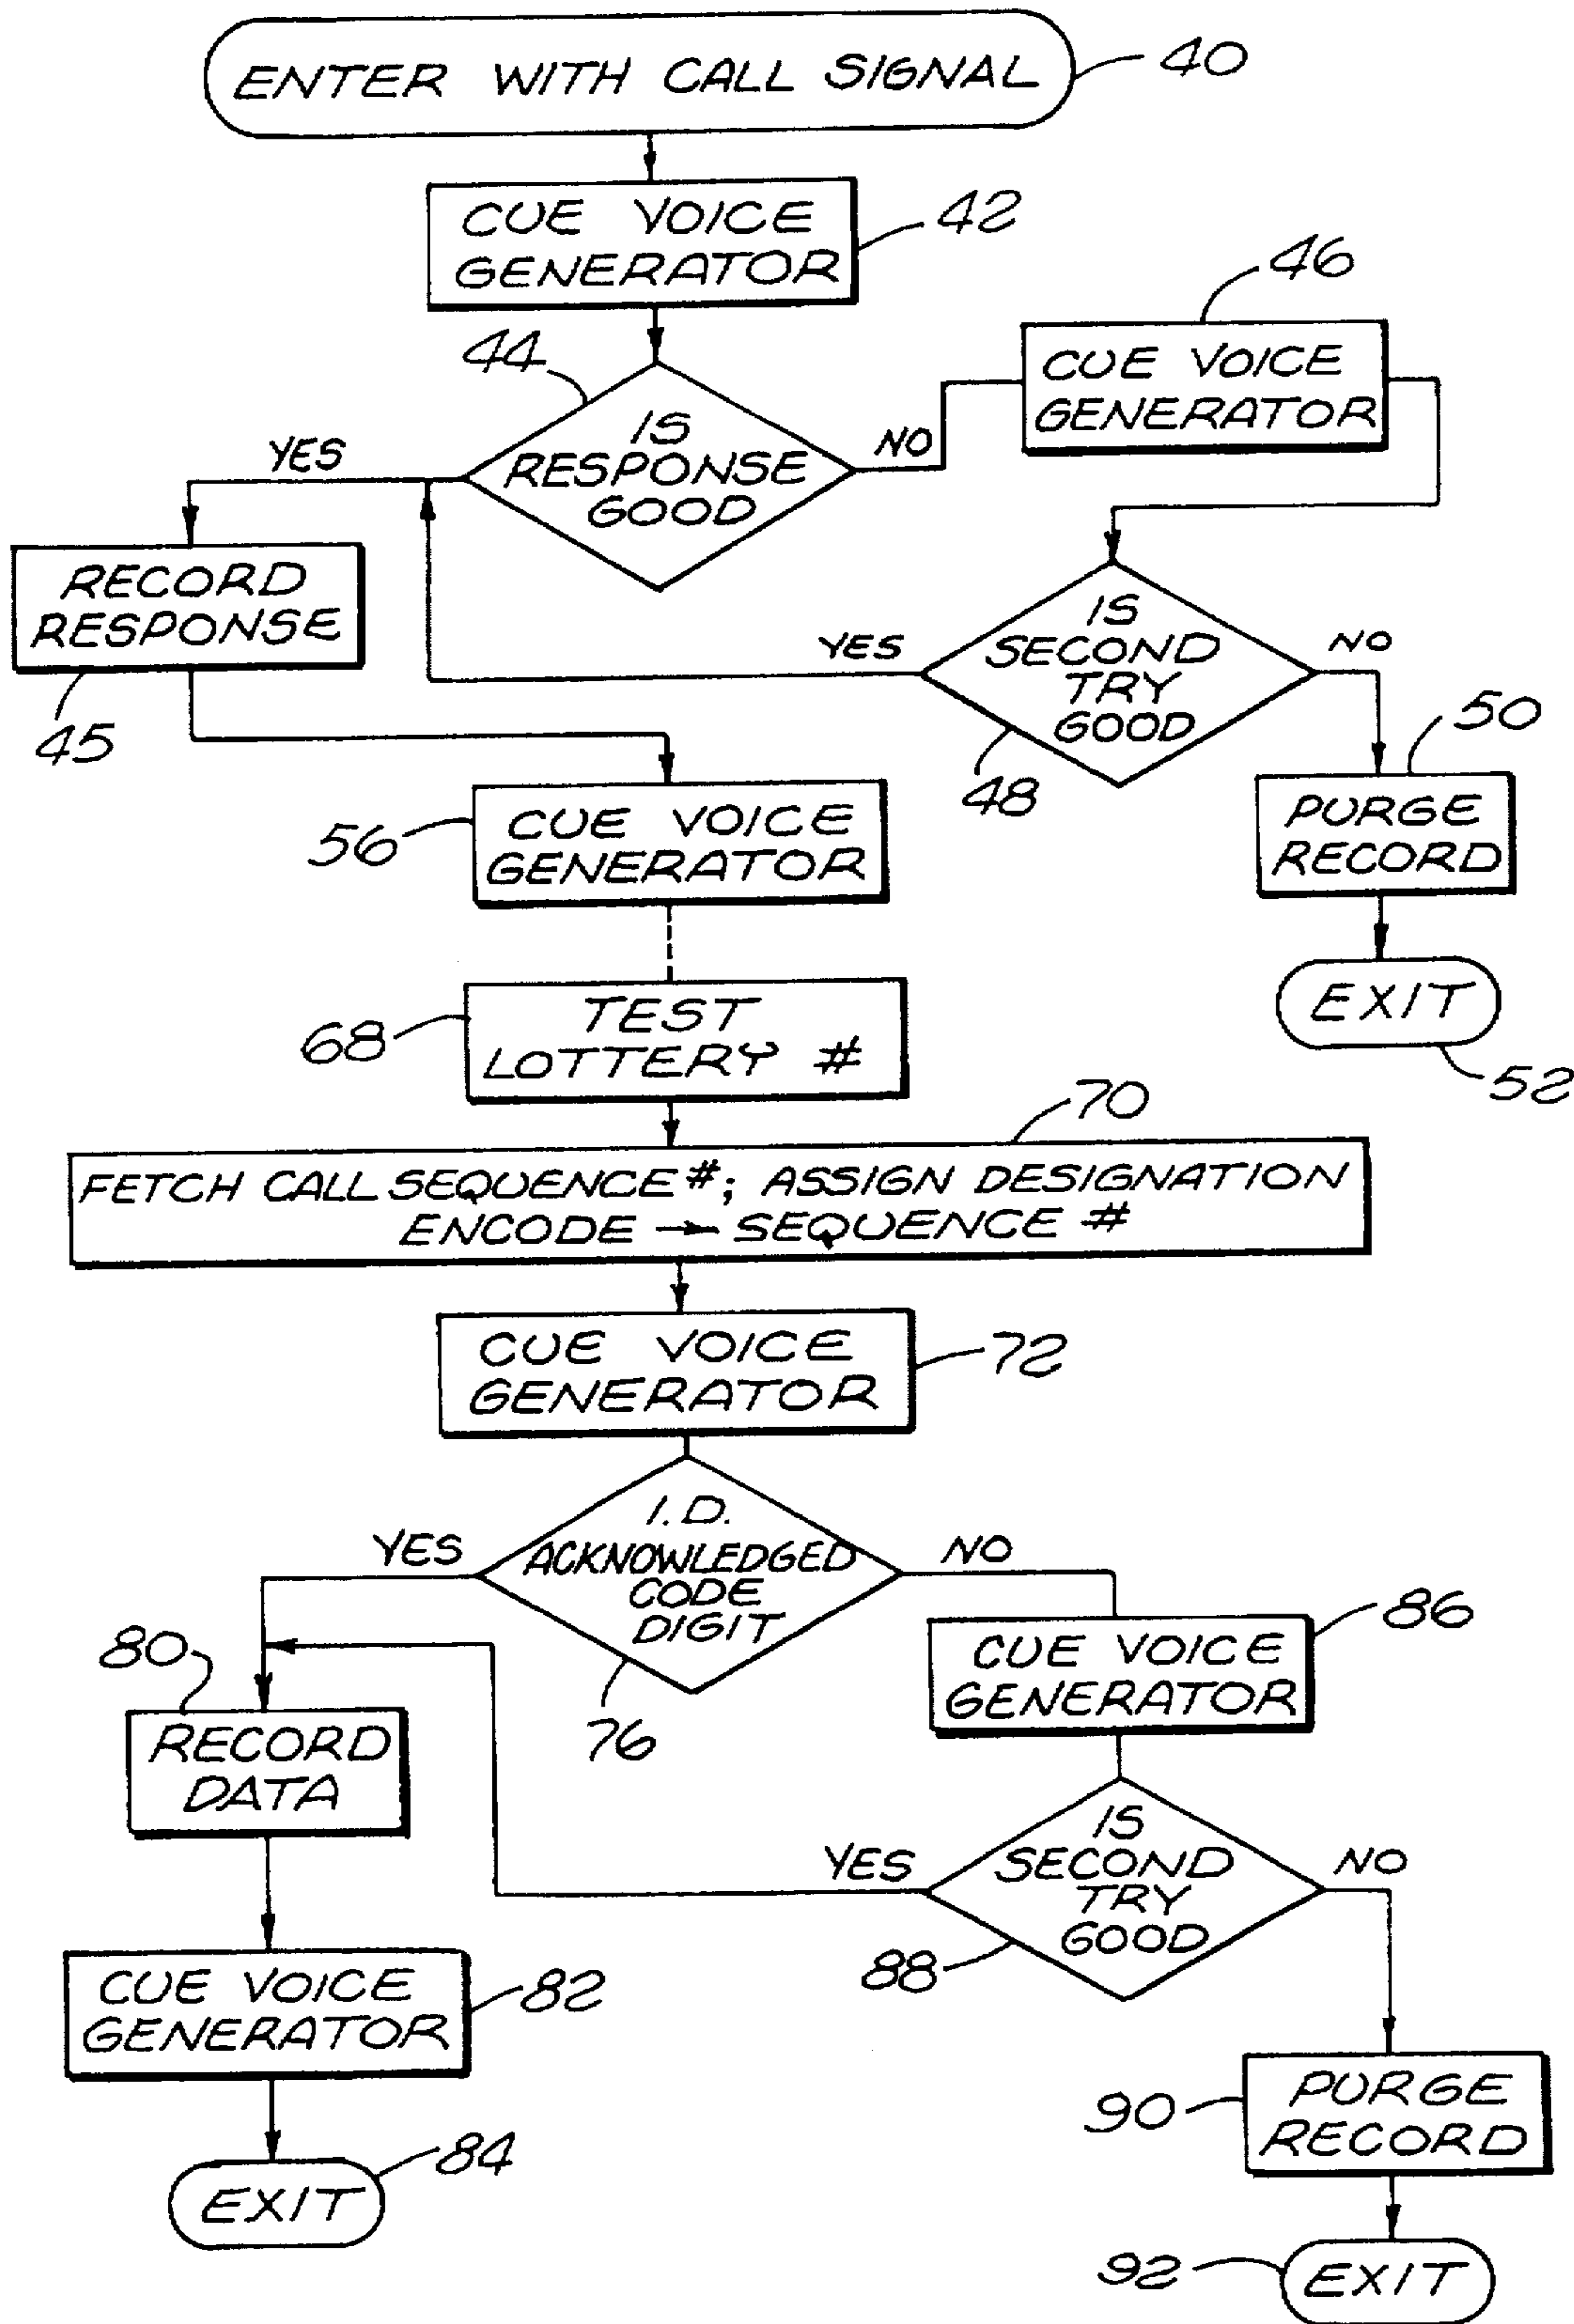 ENTER WITH CALL SIGNAL
40
CUE VOICE
GENERATOR
42
44
IS
RESPONSE
GOOD
YES
NO
46
CUE VOICE
GENERATOR
RECORD
RESPONSE
45
IS
SECOND
TRY
GOOD
YES
NO
48
50
PURGE
RECORD
EXIT
52
56
CUE VOICE
GENERATOR
68
TEST
LOTTERY #
70
FETCH CALL SEQUENCE #; ASSIGN DESIGNATION
ENCODE → SEQUENCE #
CUE VOICE
GENERATOR
72
I.D.
ACKNOWLEDGED
CODE
DIGIT
YES
NO
76
86
CUE VOICE
GENERATOR
80
RECORD
DATA
IS
SECOND
TRY
GOOD
YES
NO
88
CUE VOICE
GENERATOR
82
EXIT
84
90
PURGE
RECORD
92
EXIT